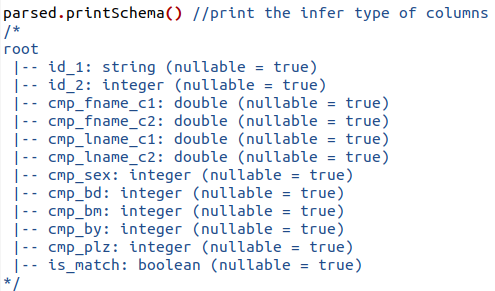 parsed.printSchema() //print the infer type of columns
/*
root
 |-- id_1: string (nullable = true)
 |-- id_2: integer (nullable = true)
 |-- cmp_fname_c1: double (nullable = true)
 |-- cmp_fname_c2: double (nullable = true)
 |-- cmp_lname_c1: double (nullable = true)
 |-- cmp_lname_c2: double (nullable = true)
 |-- cmp_sex: integer (nullable = true)
 |-- cmp_bd: integer (nullable = true)
 |-- cmp_bm: integer (nullable = true)
 |-- cmp_by: integer (nullable = true)
 |-- cmp_plz: integer (nullable = true)
 |-- is_match: boolean (nullable = true)
*/